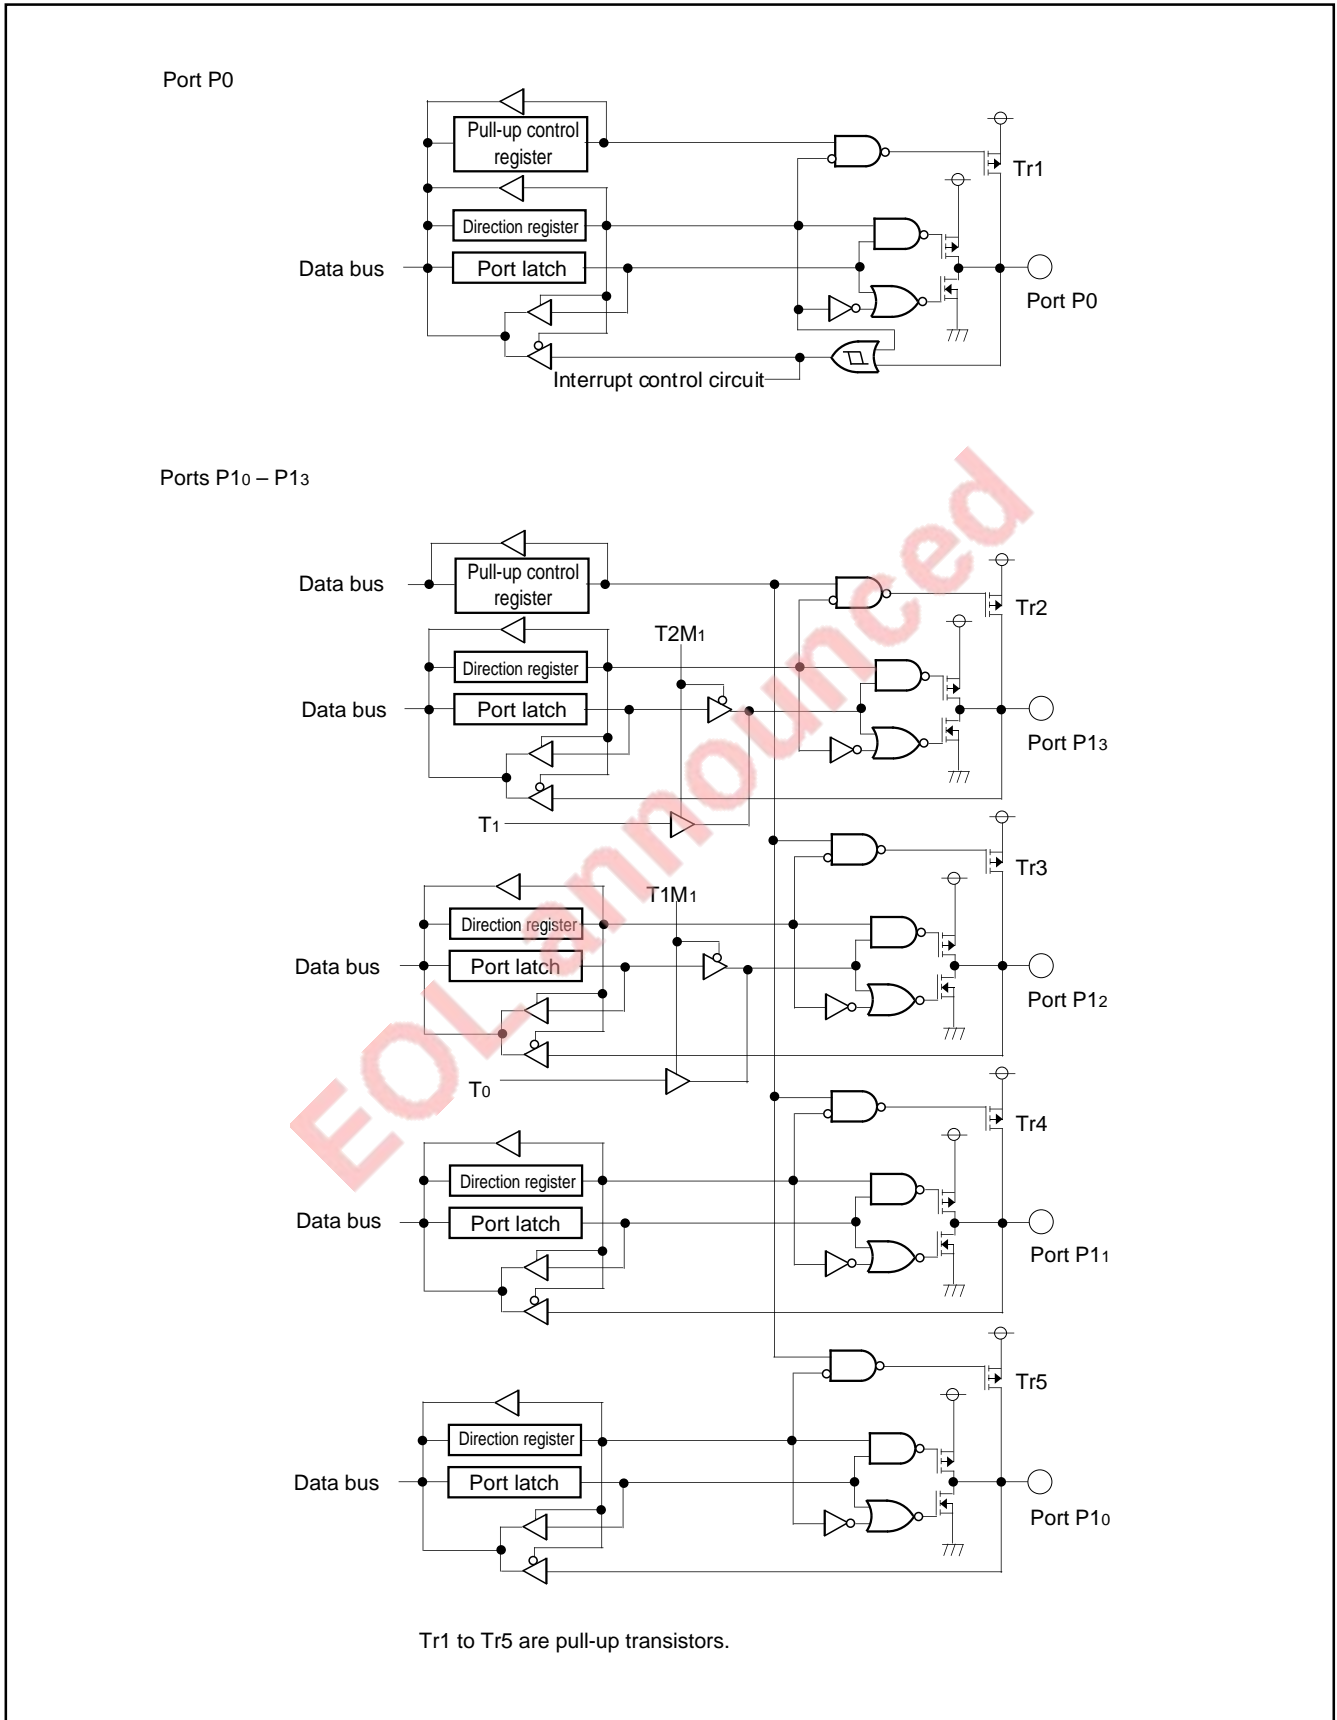 Port P0
Pull-up control
register
Tr1
Direction register
Data bus
Port latch
Port P0
Interrupt control circuit
Ports P10 – P13
Data bus
Pull-up control
register
Tr2
T2M1
Direction register
Data bus
Port latch
Port P13
T1
Tr3
T1M1
Direction register
Data bus
Port latch
Port P12
T0
Tr4
Direction register
Data bus
Port latch
Port P11
Tr5
Direction register
Data bus
Port latch
Port P10
Tr1 to Tr5 are pull-up transistors.
EOL announced